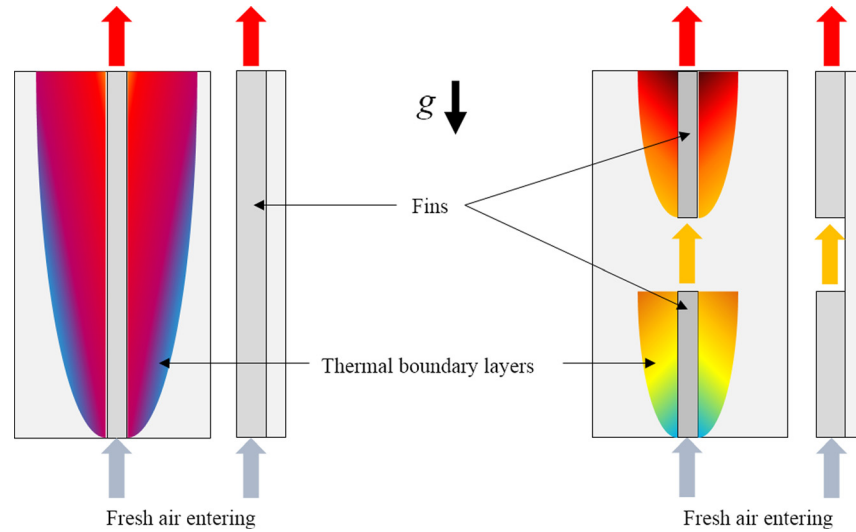 g
Fins
Thermal boundary layers
Fresh air entering
Fresh air entering